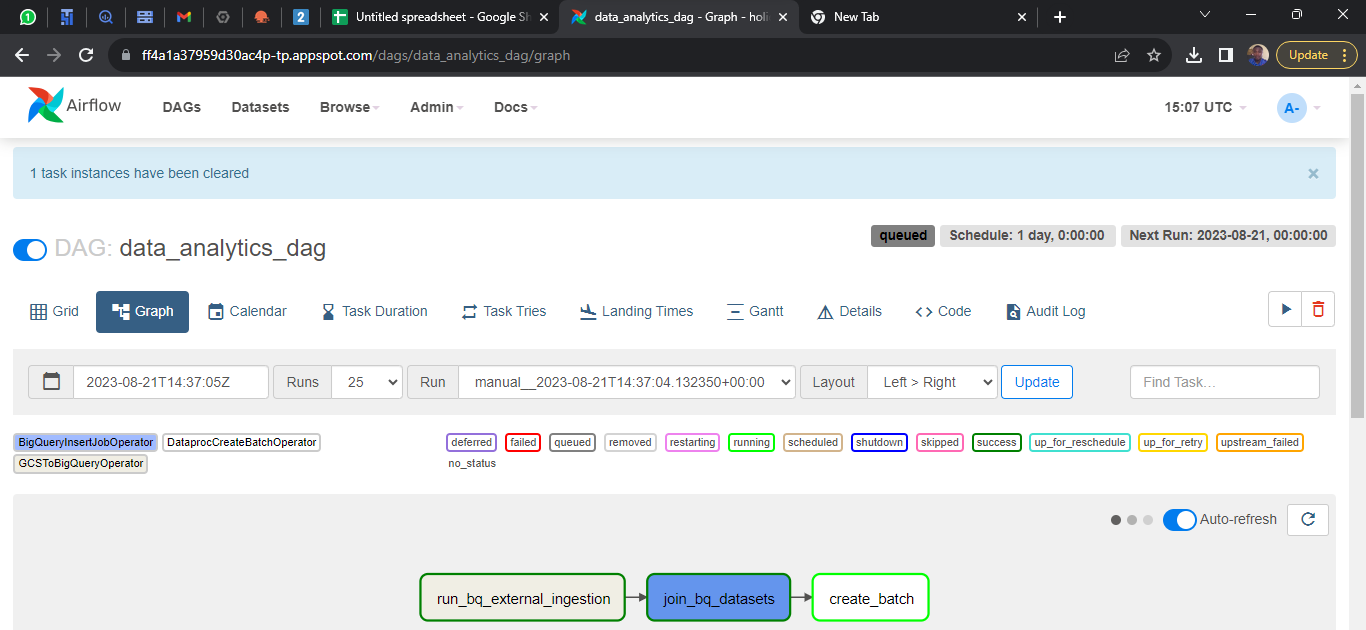 1
2
Untitled spreadsheet - Google Sh
data_analytics_dag - Graph - holi
New Tab
ff4a1a37959d30ac4p-tp.appspot.com/dags/data_analytics_dag/graph
Update
Airflow
DAGs
Datasets
Browse
Admin
Docs
15:07 UTC
A-
1 task instances have been cleared
×
DAG: data_analytics_dag
queued
Schedule: 1 day, 0:00:00
Next Run: 2023-08-21, 00:00:00
Grid
Graph
Calendar
Task Duration
Task Tries
Landing Times
Gantt
Details
Code
Audit Log
2023-08-21T14:37:05Z
Runs
25
Run
manual__2023-08-21T14:37:04.132350+00:00
Layout
Left > Right
Update
Find Task...
BigQueryInsertJobOperator
DataprocCreateBatchOperator
GCSToBigQueryOperator
deferred
failed
queued
removed
restarting
running
scheduled
shutdown
skipped
success
up_for_reschedule
up_for_retry
upstream_failed
no_status
Auto-refresh
run_bq_external_ingestion
join_bq_datasets
create_batch